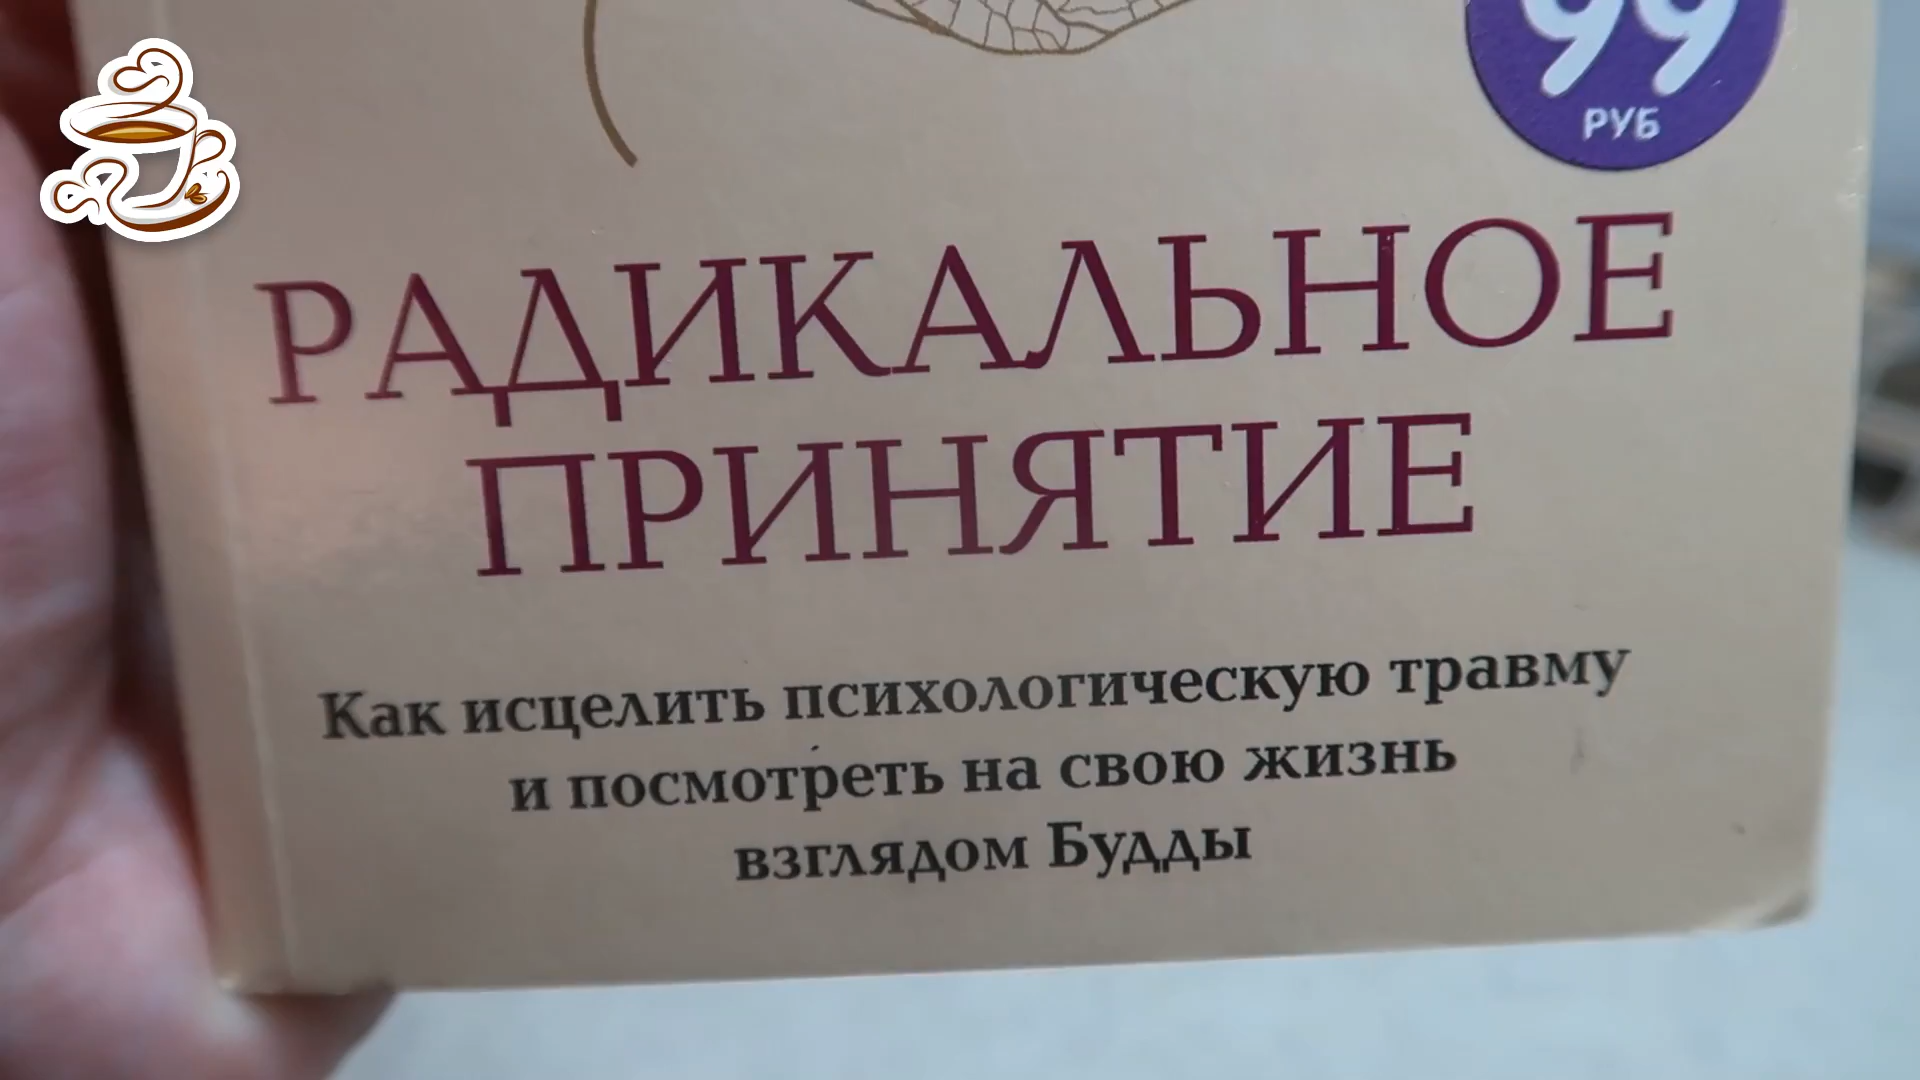 99
РУБ
РАДИКАЛЬНОЕ
ПРИНЯТИЕ
Как исцелить психологическую травму
и посмотреть на свою жизнь
взглядом Будды